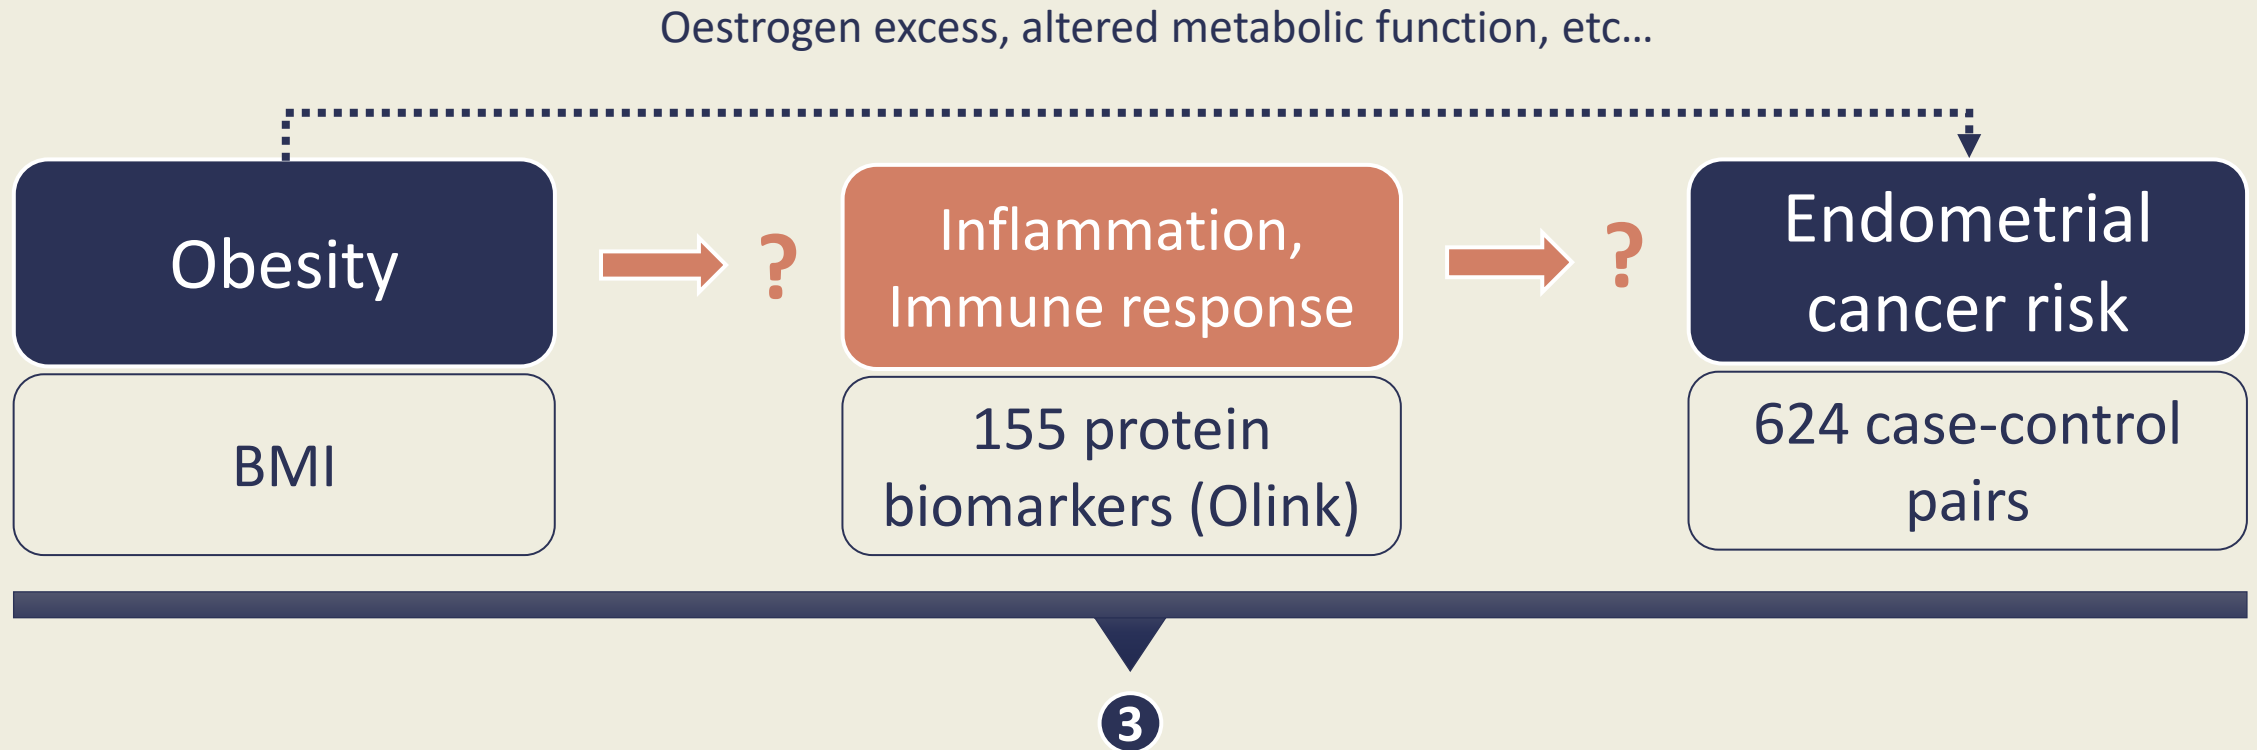 Oestrogen excess, altered metabolic function, etc…
Obesity
?
Inflammation,
Immune response
?
Endometrial
cancer risk
BMI
155 protein
biomarkers (Olink)
624 case-control
pairs
3